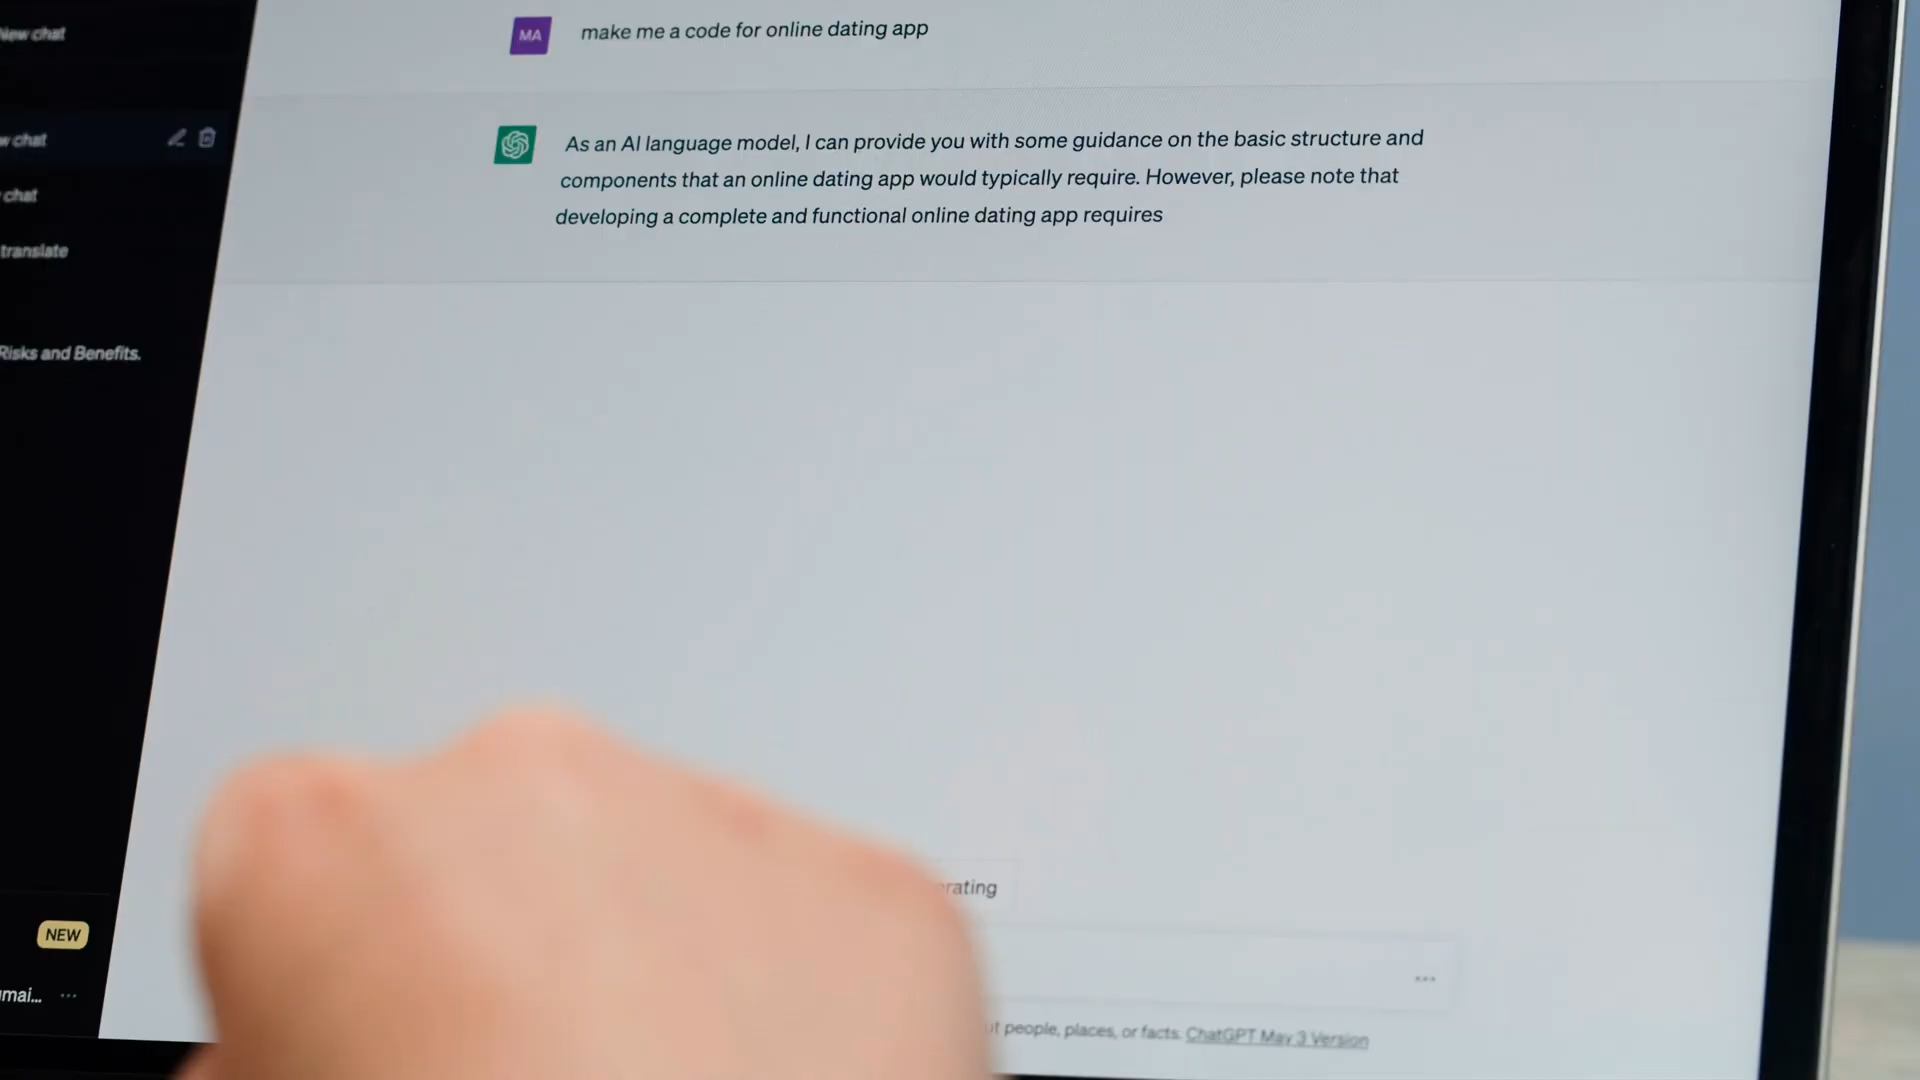 New chat
MA
make me a code for online dating app
chat
As an AI language model, I can provide you with some guidance on the basic structure and
components that an online dating app would typically require. However, please note that
developing a complete and functional online dating app requires
chat
translate
Risks and Benefits.
NEW
people, places, or facts. ChatGPT May 3 Version